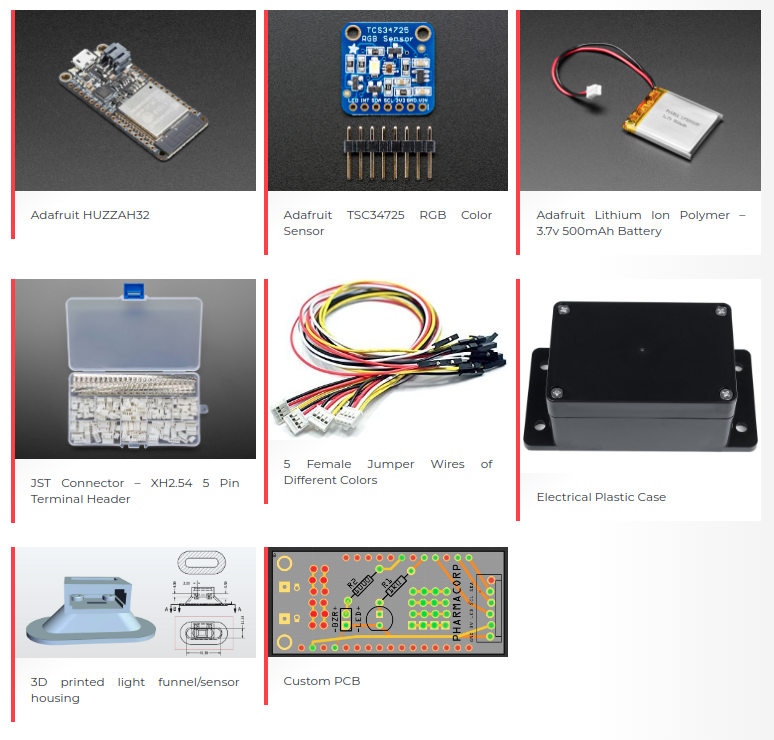 TCS34725
RGB Sensor
LED INT SDA SCL 3V3 GND VIN
Adafruit HUZZAH32
Adafruit TSC34725 RGB Color
Sensor
Adafruit Lithium Ion Polymer –
3.7v 500mAh Battery
JST Connector – XH2.54 5 Pin
Terminal Header
5 Female Jumper Wires of
Different Colors
Electrical Plastic Case
R2
R1
-BZR+
-LED+
PHARMACORP
A
A
3D printed light funnel/sensor
housing
Custom PCB